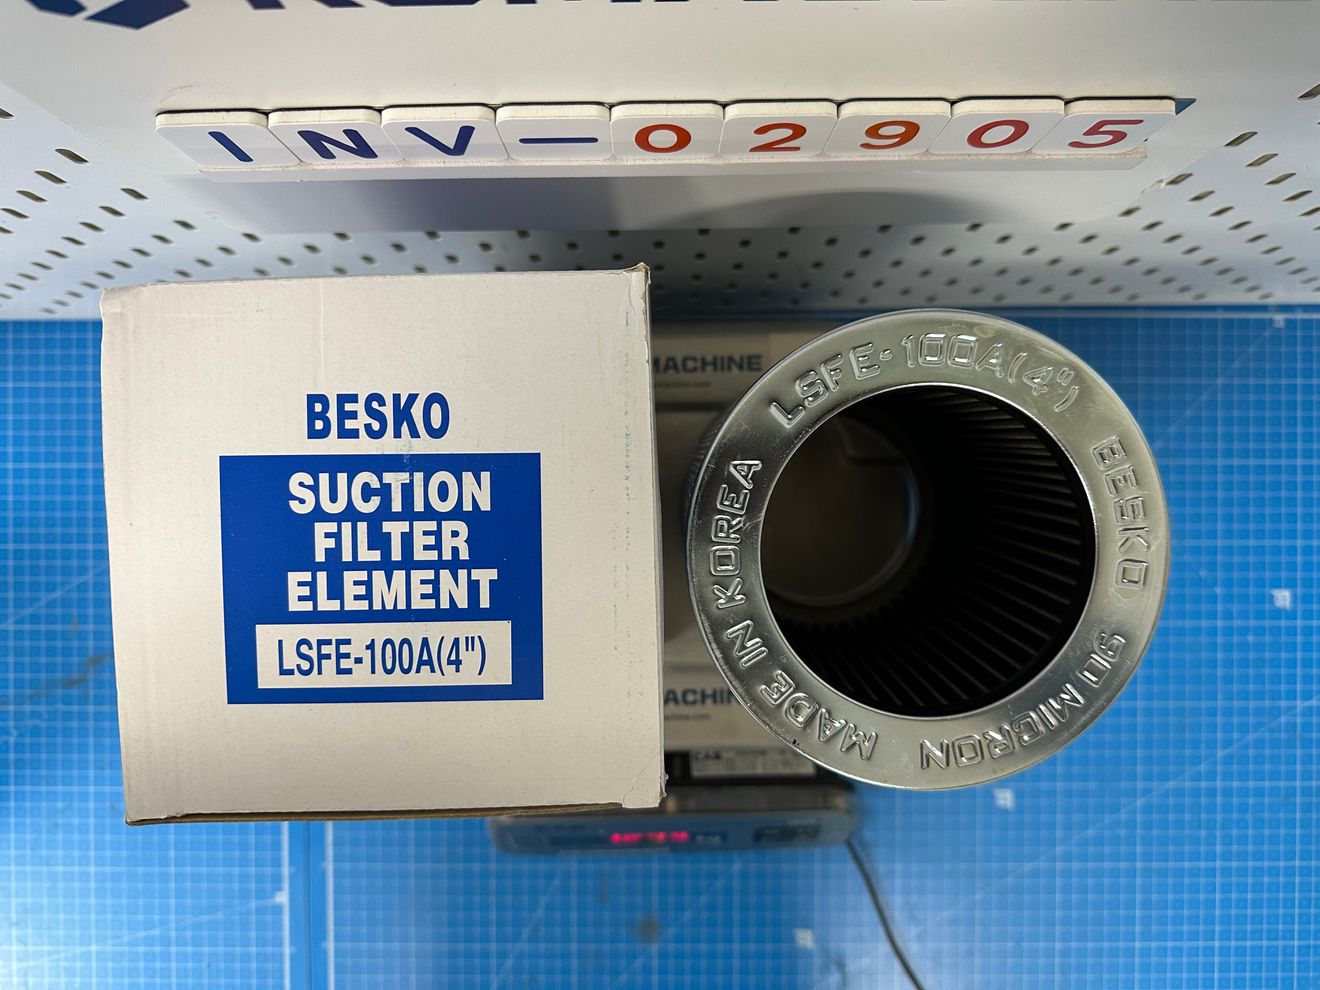 INV-02905
BESKO
SUCTION
FILTER
ELEMENT
LSFE-100A(4")
LSFE-100A(4")
BESKO
90 MICRON
MADE IN KOREA
MACHINE
MACHINE
CAS